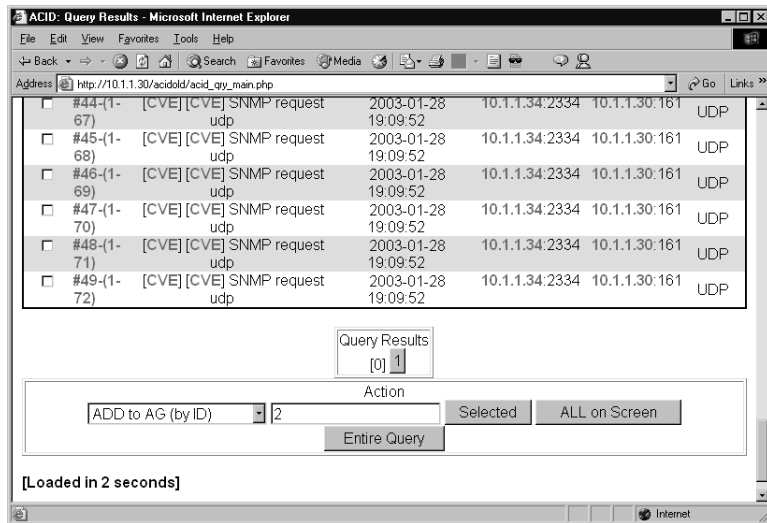 ACID: Query Results - Microsoft Internet Explorer
File Edit View Favorites Tools Help
Back Search Favorites Media
Address http://10.1.1.30/acidold/acid_qry_main.php Go Links »
#44-(1-67) [CVE] [CVE] SNMP request udp 2003-01-28 19:09:52 10.1.1.34:2334 10.1.1.30:161 UDP
#45-(1-68) [CVE] [CVE] SNMP request udp 2003-01-28 19:09:52 10.1.1.34:2334 10.1.1.30:161 UDP
#46-(1-69) [CVE] [CVE] SNMP request udp 2003-01-28 19:09:52 10.1.1.34:2334 10.1.1.30:161 UDP
#47-(1-70) [CVE] [CVE] SNMP request udp 2003-01-28 19:09:52 10.1.1.34:2334 10.1.1.30:161 UDP
#48-(1-71) [CVE] [CVE] SNMP request udp 2003-01-28 19:09:52 10.1.1.34:2334 10.1.1.30:161 UDP
#49-(1-72) [CVE] [CVE] SNMP request udp 2003-01-28 19:09:52 10.1.1.34:2334 10.1.1.30:161 UDP
Query Results
[0] 1
Action
ADD to AG (by ID) 2 Selected ALL on Screen
Entire Query
[Loaded in 2 seconds]
Internet